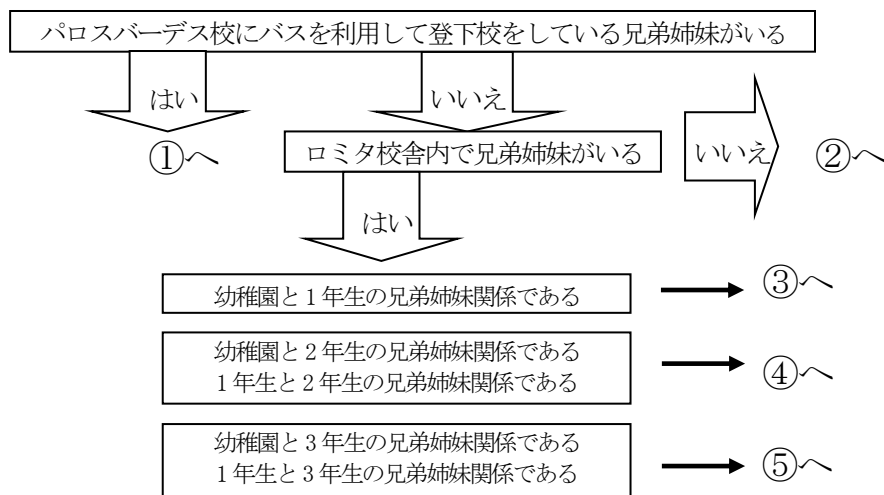 パロスバーデス校にバスを利用して登下校をしている兄弟姉妹がいる
はい
いいえ
①へ
ロミタ校舎内で兄弟姉妹がいる
いいえ
②へ
はい
幼稚園と1年生の兄弟姉妹関係である
③へ
幼稚園と2年生の兄弟姉妹関係である
1年生と2年生の兄弟姉妹関係である
④へ
幼稚園と3年生の兄弟姉妹関係である
1年生と3年生の兄弟姉妹関係である
⑤へ